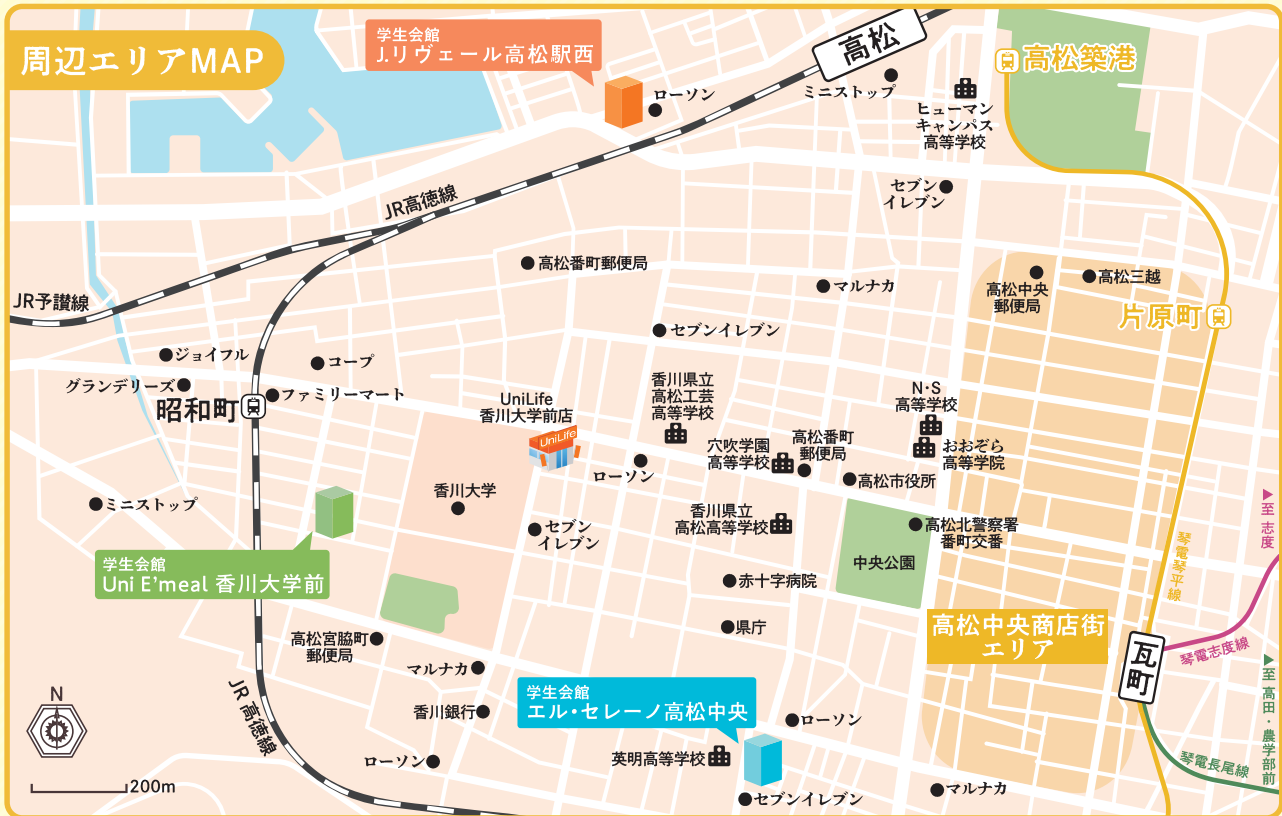 周辺エリアMAP
学生会館
J.リヴェール高松駅西
ローソン
高松
ミニストップ
高松築港
ヒューマン
キャンパス
高等学校
セブン
イレブン
JR高徳線
高松番町郵便局
マルナカ
高松中央
郵便局
高松三越
片原町
JR予讃線
セブンイレブン
ジョイフル
コープ
グランデリーズ
ファミリーマート
昭和町
UniLife
香川大学前店
UniLife
香川県立
高松工芸
高等学校
N・S
高等学校
穴吹学園
高等学校
高松番町
郵便局
おおぞら
高等学院
ローソン
高松市役所
香川大学
ミニストップ
セブン
イレブン
香川県立
高松高等学校
高松北警察署
番町交番
中央公園
▶至 志度
琴電琴平線
学生会館
Uni E'meal 香川大学前
赤十字病院
県庁
高松中央商店街
エリア
高松宮脇町
郵便局
マルナカ
瓦町
琴電志度線
▶至 高田・農学部前
学生会館
エル・セレーノ高松中央
香川銀行
ローソン
N
JR高徳線
英明高等学校
ローソン
琴電長尾線
200m
セブンイレブン
マルナカ